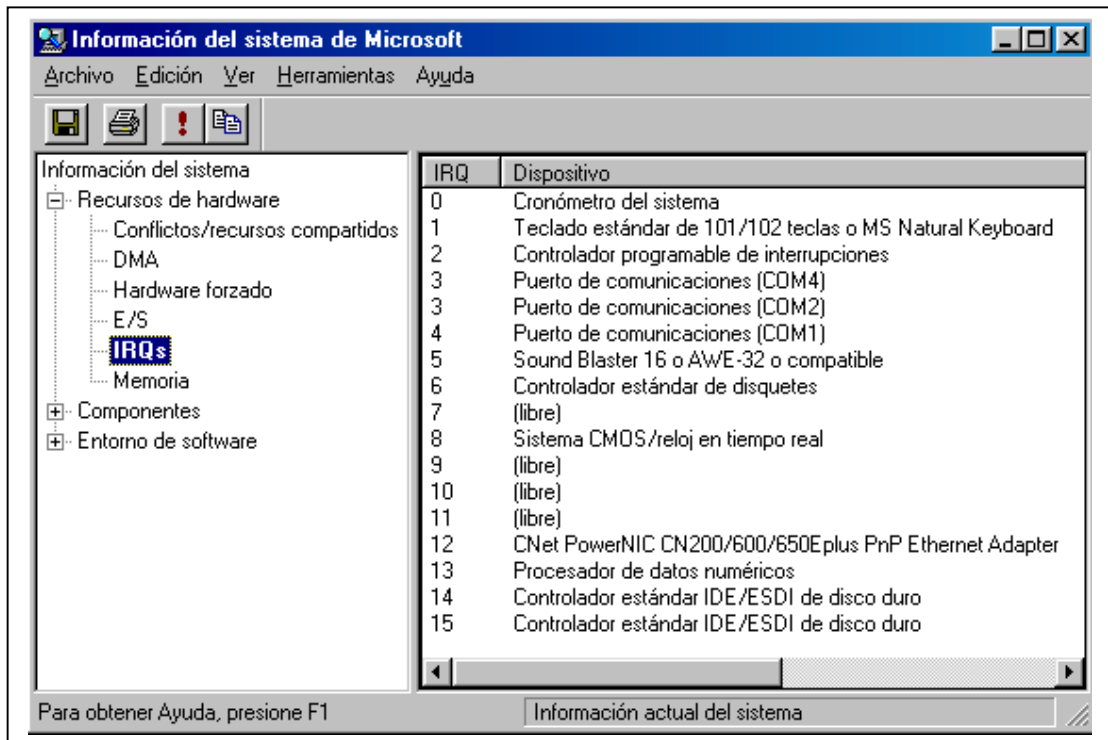 Información del sistema de Microsoft
Archivo Edición Ver Herramientas Ayuda
Información del sistema
Recursos de hardware
Conflictos/recursos compartidos
DMA
Hardware forzado
E/S
IRQs
Memoria
Componentes
Entorno de software
IRQ Dispositivo
0 Cronómetro del sistema
1 Teclado estándar de 101/102 teclas o MS Natural Keyboard
2 Controlador programable de interrupciones
3 Puerto de comunicaciones (COM4)
3 Puerto de comunicaciones (COM2)
4 Puerto de comunicaciones (COM1)
5 Sound Blaster 16 o AWE-32 o compatible
6 Controlador estándar de disquetes
7 (libre)
8 Sistema CMOS/reloj en tiempo real
9 (libre)
10 (libre)
11 (libre)
12 CNet PowerNIC CN200/600/650Eplus PnP Ethernet Adapter
13 Procesador de datos numéricos
14 Controlador estándar IDE/ESDI de disco duro
15 Controlador estándar IDE/ESDI de disco duro
Para obtener Ayuda, presione F1
Información actual del sistema